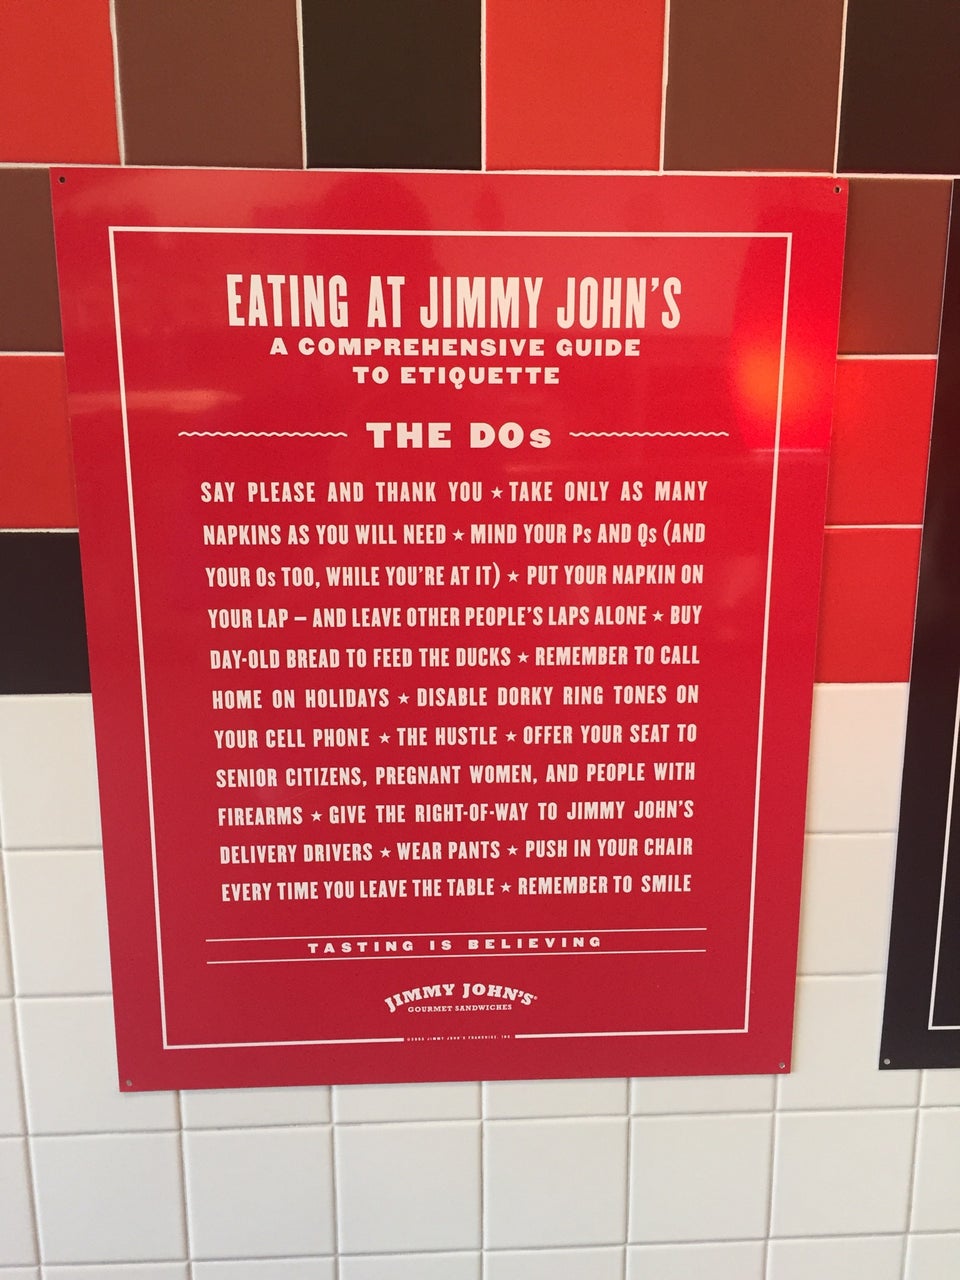 EATING AT JIMMY JOHN'S
A COMPREHENSIVE GUIDE
TO ETIQUETTE
THE DOs
SAY PLEASE AND THANK YOU ★ TAKE ONLY AS MANY
NAPKINS AS YOU WILL NEED ★ MIND YOUR Ps AND Qs (AND
YOUR Os TOO, WHILE YOU'RE AT IT) ★ PUT YOUR NAPKIN ON
YOUR LAP – AND LEAVE OTHER PEOPLE'S LAPS ALONE ★ BUY
DAY-OLD BREAD TO FEED THE DUCKS ★ REMEMBER TO CALL
HOME ON HOLIDAYS ★ DISABLE DORKY RING TONES ON
YOUR CELL PHONE ★ THE HUSTLE ★ OFFER YOUR SEAT TO
SENIOR CITIZENS, PREGNANT WOMEN, AND PEOPLE WITH
FIREARMS ★ GIVE THE RIGHT-OF-WAY TO JIMMY JOHN'S
DELIVERY DRIVERS ★ WEAR PANTS ★ PUSH IN YOUR CHAIR
EVERY TIME YOU LEAVE THE TABLE ★ REMEMBER TO SMILE
TASTING IS BELIEVING
JIMMY JOHN'S®
GOURMET SANDWICHES
JIMMY JOHN'S FRANCHISE, INC.